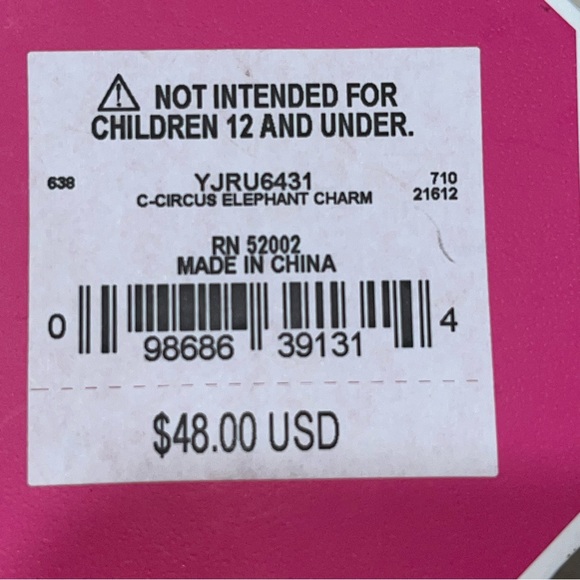 ⚠ NOT INTENDED FOR
CHILDREN 12 AND UNDER.
638 YJRU6431 710
C-CIRCUS ELEPHANT CHARM 21612
RN 52002
MADE IN CHINA
0 98686 39131 4
$48.00 USD